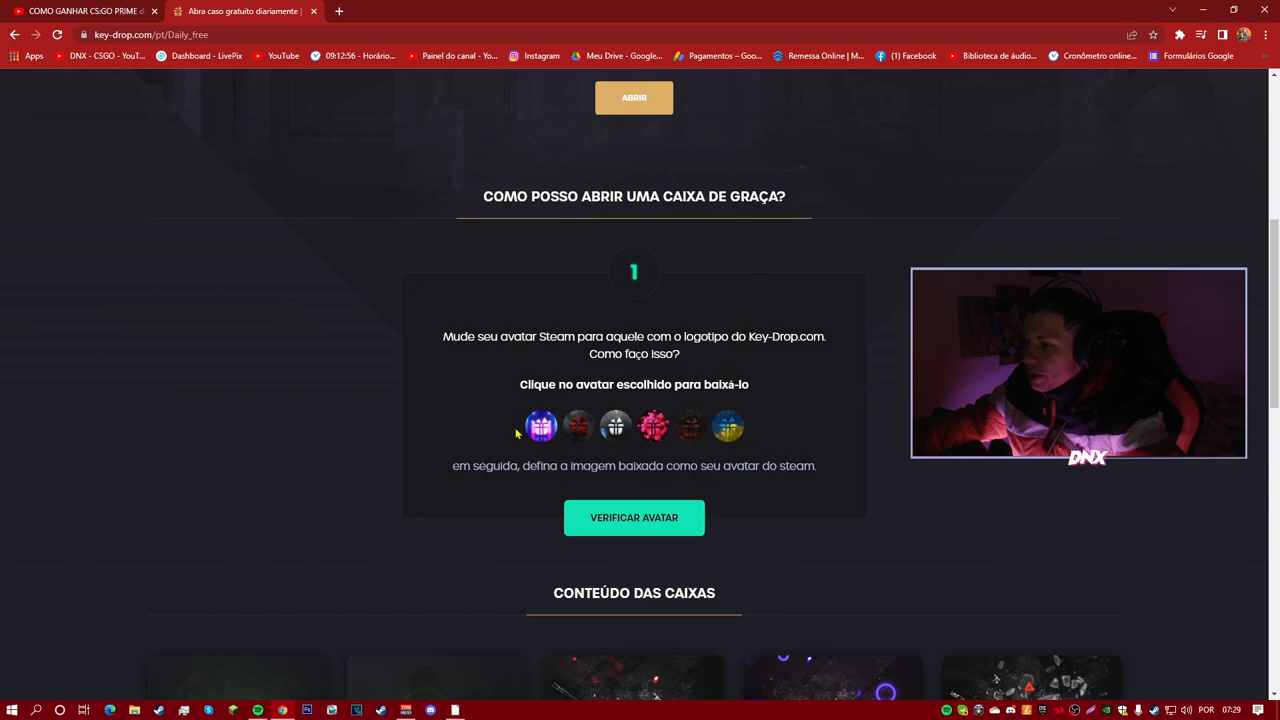 COMO GANHAR CS:GO PRIME d
Abra caso gratuito diariamente |
key-drop.com/pt/Daily_free
Apps
DNX - CSGO - YouT...
Dashboard - LivePix
YouTube
09:12:56 - Horário...
Painel do canal - Yo...
Instagram
Meu Drive - Google...
Pagamentos – Goo...
Remessa Online | M...
(1) Facebook
Biblioteca de áudio...
Cronômetro online...
Formulários Google
ABRIR
COMO POSSO ABRIR UMA CAIXA DE GRAÇA?
1
Mude seu avatar Steam para aquele com o logotipo do Key-Drop.com.
Como faço isso?
Clique no avatar escolhido para baixá-lo
em seguida, defina a imagem baixada como seu avatar do steam.
VERIFICAR AVATAR
DNX
CONTEÚDO DAS CAIXAS
POR
07:29